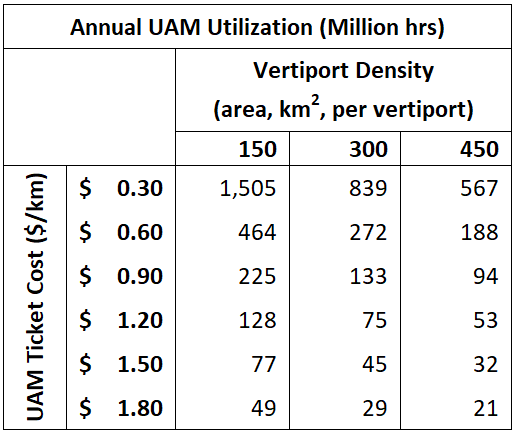 Annual UAM Utilization (Million hrs)
Vertiport Density
(area, km², per vertiport)
150 300 450
UAM Ticket Cost ($/km)
$ 0.30 1,505 839 567
$ 0.60 464 272 188
$ 0.90 225 133 94
$ 1.20 128 75 53
$ 1.50 77 45 32
$ 1.80 49 29 21